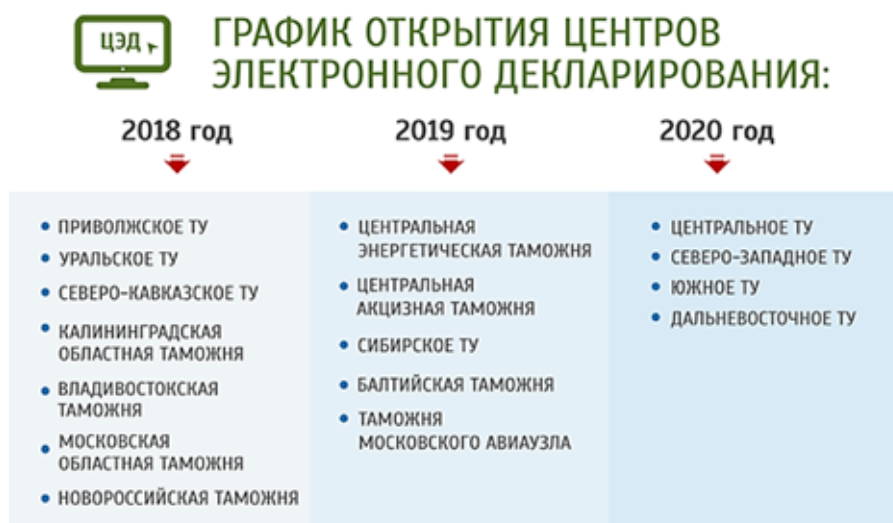 ЦЭД
ГРАФИК ОТКРЫТИЯ ЦЕНТРОВ
ЭЛЕКТРОННОГО ДЕКЛАРИРОВАНИЯ:
2018 год
• ПРИВОЛЖСКОЕ ТУ
• УРАЛЬСКОЕ ТУ
• СЕВЕРО-КАВКАЗСКОЕ ТУ
• КАЛИНИНГРАДСКАЯ
ОБЛАСТНАЯ ТАМОЖНЯ
• ВЛАДИВОСТОКСКАЯ
ТАМОЖНЯ
• МОСКОВСКАЯ
ОБЛАСТНАЯ ТАМОЖНЯ
• НОВОРОССИЙСКАЯ ТАМОЖНЯ
2019 год
• ЦЕНТРАЛЬНАЯ
ЭНЕРГЕТИЧЕСКАЯ ТАМОЖНЯ
• ЦЕНТРАЛЬНАЯ
АКЦИЗНАЯ ТАМОЖНЯ
• СИБИРСКОЕ ТУ
• БАЛТИЙСКАЯ ТАМОЖНЯ
• ТАМОЖНЯ
МОСКОВСКОГО АВИАУЗЛА
2020 год
• ЦЕНТРАЛЬНОЕ ТУ
• СЕВЕРО-ЗАПАДНОЕ ТУ
• ЮЖНОЕ ТУ
• ДАЛЬНЕВОСТОЧНОЕ ТУ